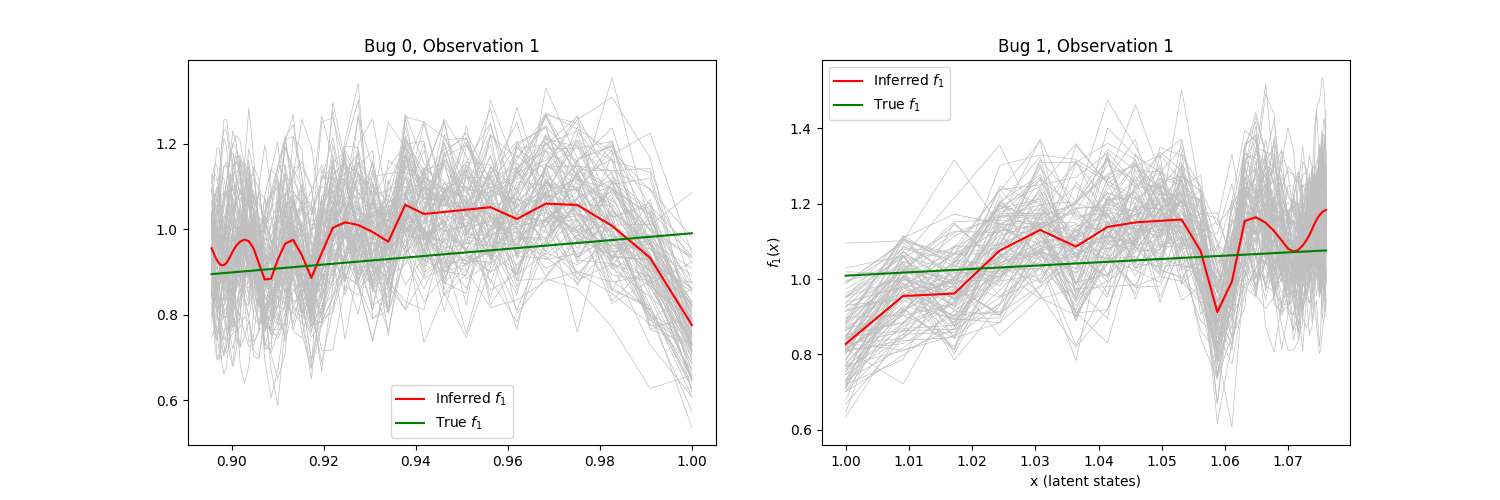 Bug 0, Observation 1
1.2
1.0
0.8
0.6
Inferred f₁
True f₁
0.90 0.92 0.94 0.96 0.98 1.00
Bug 1, Observation 1
Inferred f₁
True f₁
f₁(x)
1.4
1.2
1.0
0.8
0.6
1.00 1.01 1.02 1.03 1.04 1.05 1.06 1.07
x (latent states)